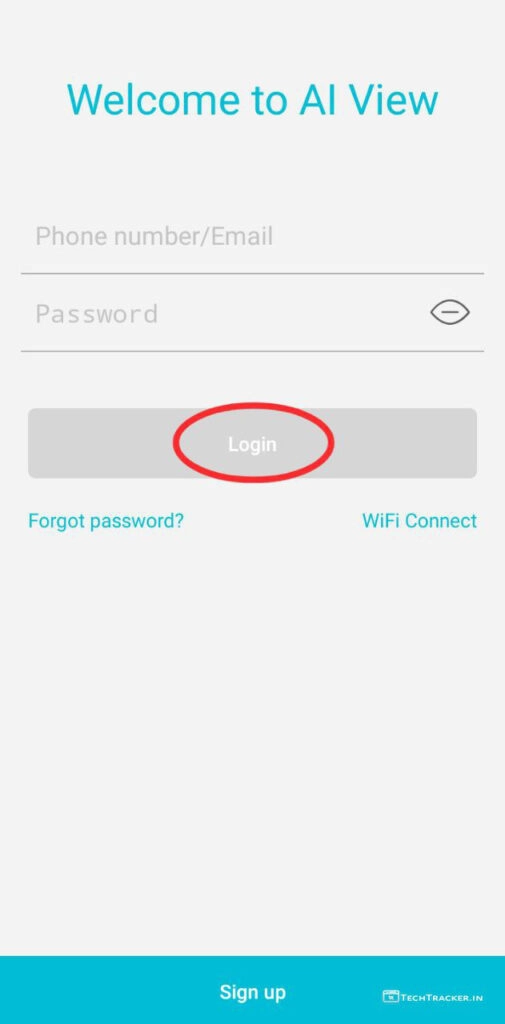 Welcome to AI View
Phone number/Email
Password
Login
Forgot password? WiFi Connect
Sign up
TechTracker.in